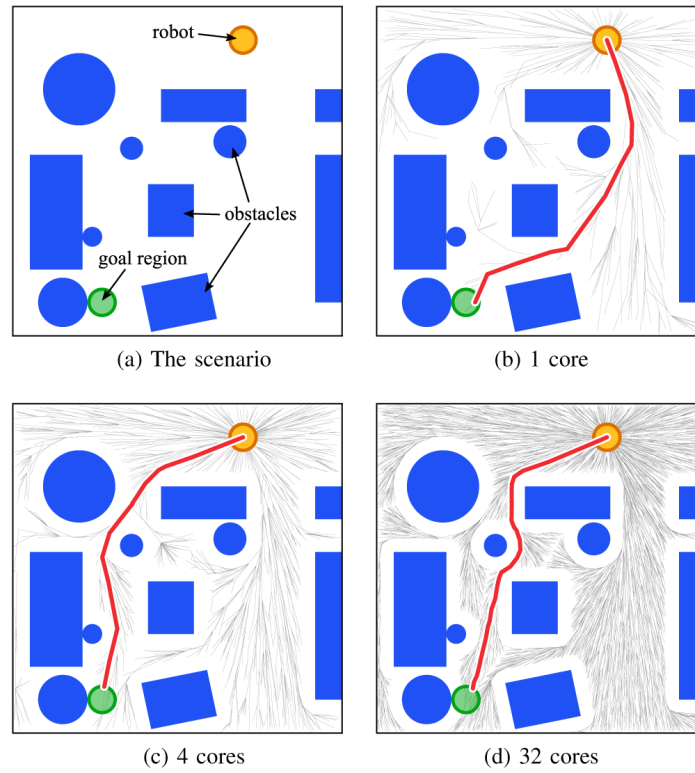 robot
obstacles
goal region
(a) The scenario
(b) 1 core
(c) 4 cores
(d) 32 cores